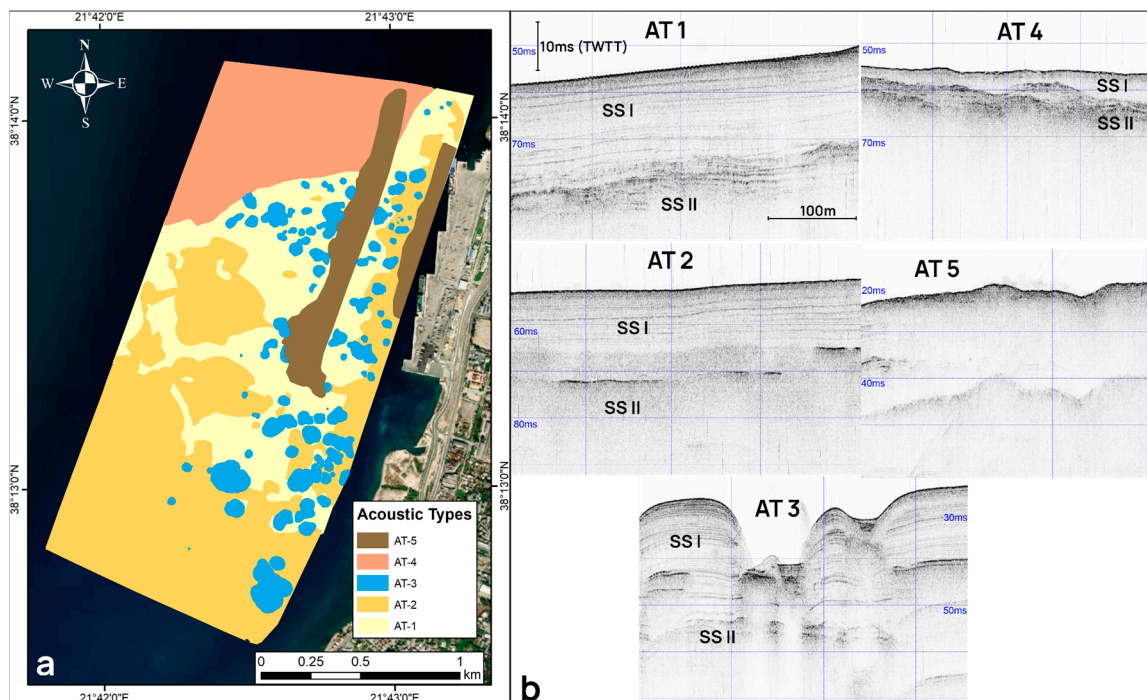 21°42'0"E
21°43'0"E
N
W
E
S
38°14'0"N
38°14'0"N
38°13'0"N
38°13'0"N
Acoustic Types
AT-5
AT-4
AT-3
AT-2
AT-1
0 0.25 0.5 1
km
a
21°42'0"E
21°43'0"E
AT 1
50ms
10ms (TWTT)
SS I
70ms
SS II
100m
AT 4
50ms
SS I
SS II
70ms
AT 2
SS I
60ms
SS II
80ms
AT 5
20ms
40ms
AT 3
30ms
SS I
50ms
SS II
b